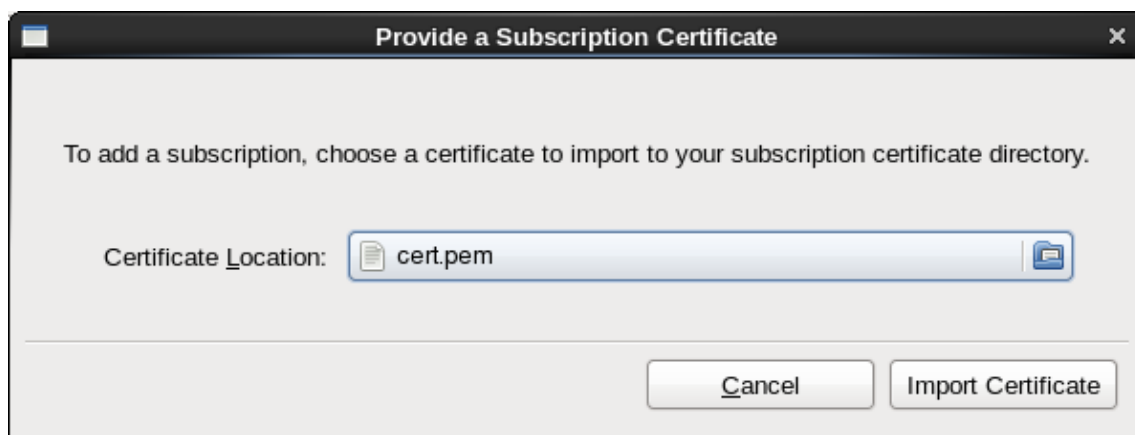 Provide a Subscription Certificate
To add a subscription, choose a certificate to import to your subscription certificate directory.
Certificate Location: cert.pem
Cancel Import Certificate